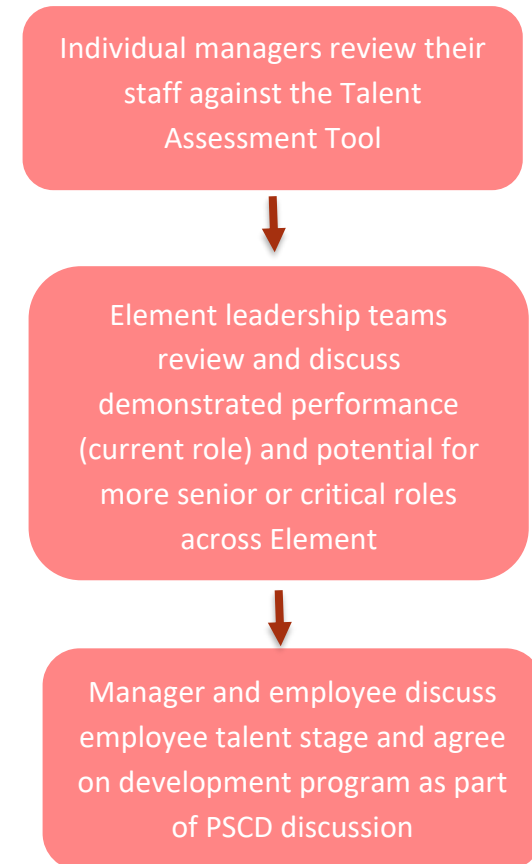 Individual managers review their
staff against the Talent
Assessment Tool
Element leadership teams
review and discuss
demonstrated performance
(current role) and potential for
more senior or critical roles
across Element
Manager and employee discuss
employee talent stage and agree
on development program as part
of PSCD discussion